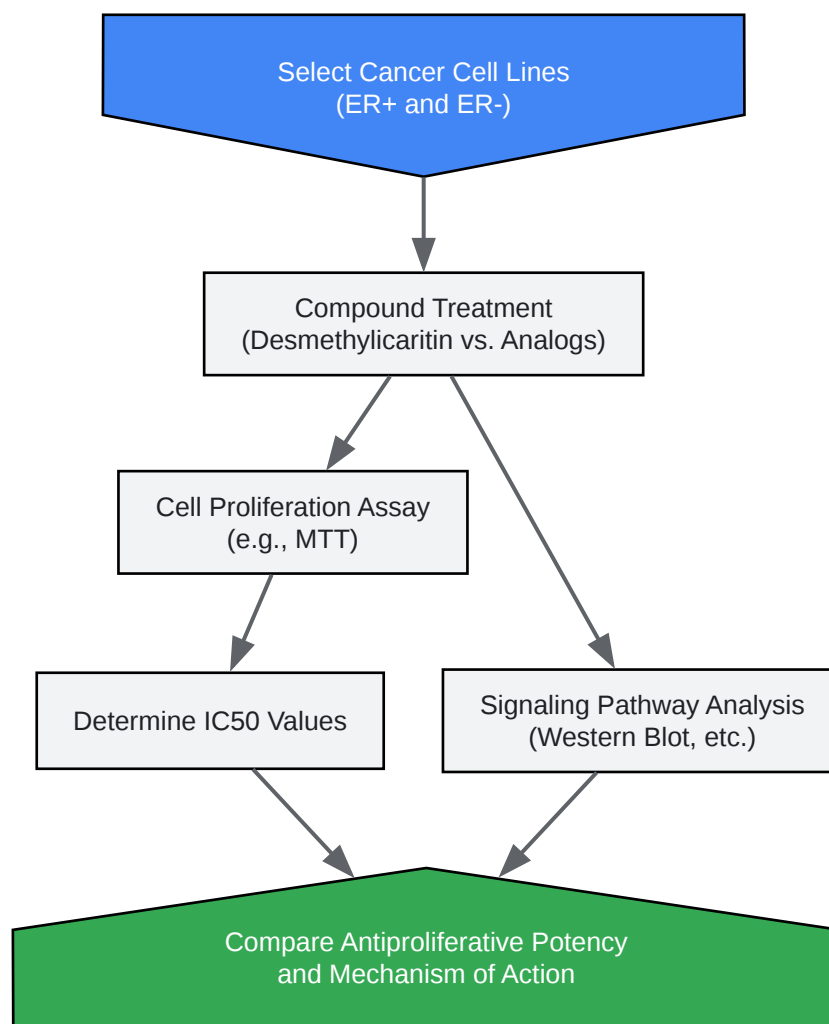 Select Cancer Cell Lines
(ER+ and ER-)
Compound Treatment
(Desmethylicaritin vs. Analogs)
Cell Proliferation Assay
(e.g., MTT)
Determine IC50 Values
Signaling Pathway Analysis
(Western Blot, etc.)
Compare Antiproliferative Potency
and Mechanism of Action